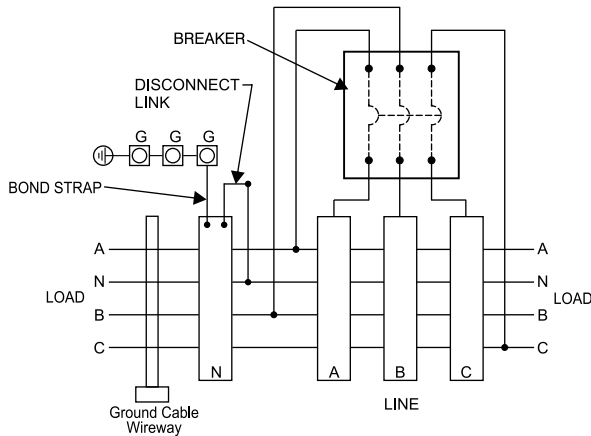 BREAKER
DISCONNECT
LINK
G G G
BOND STRAP
A A
N N
LOAD LOAD
B B
C C
N A B C
LINE
Ground Cable
Wireway